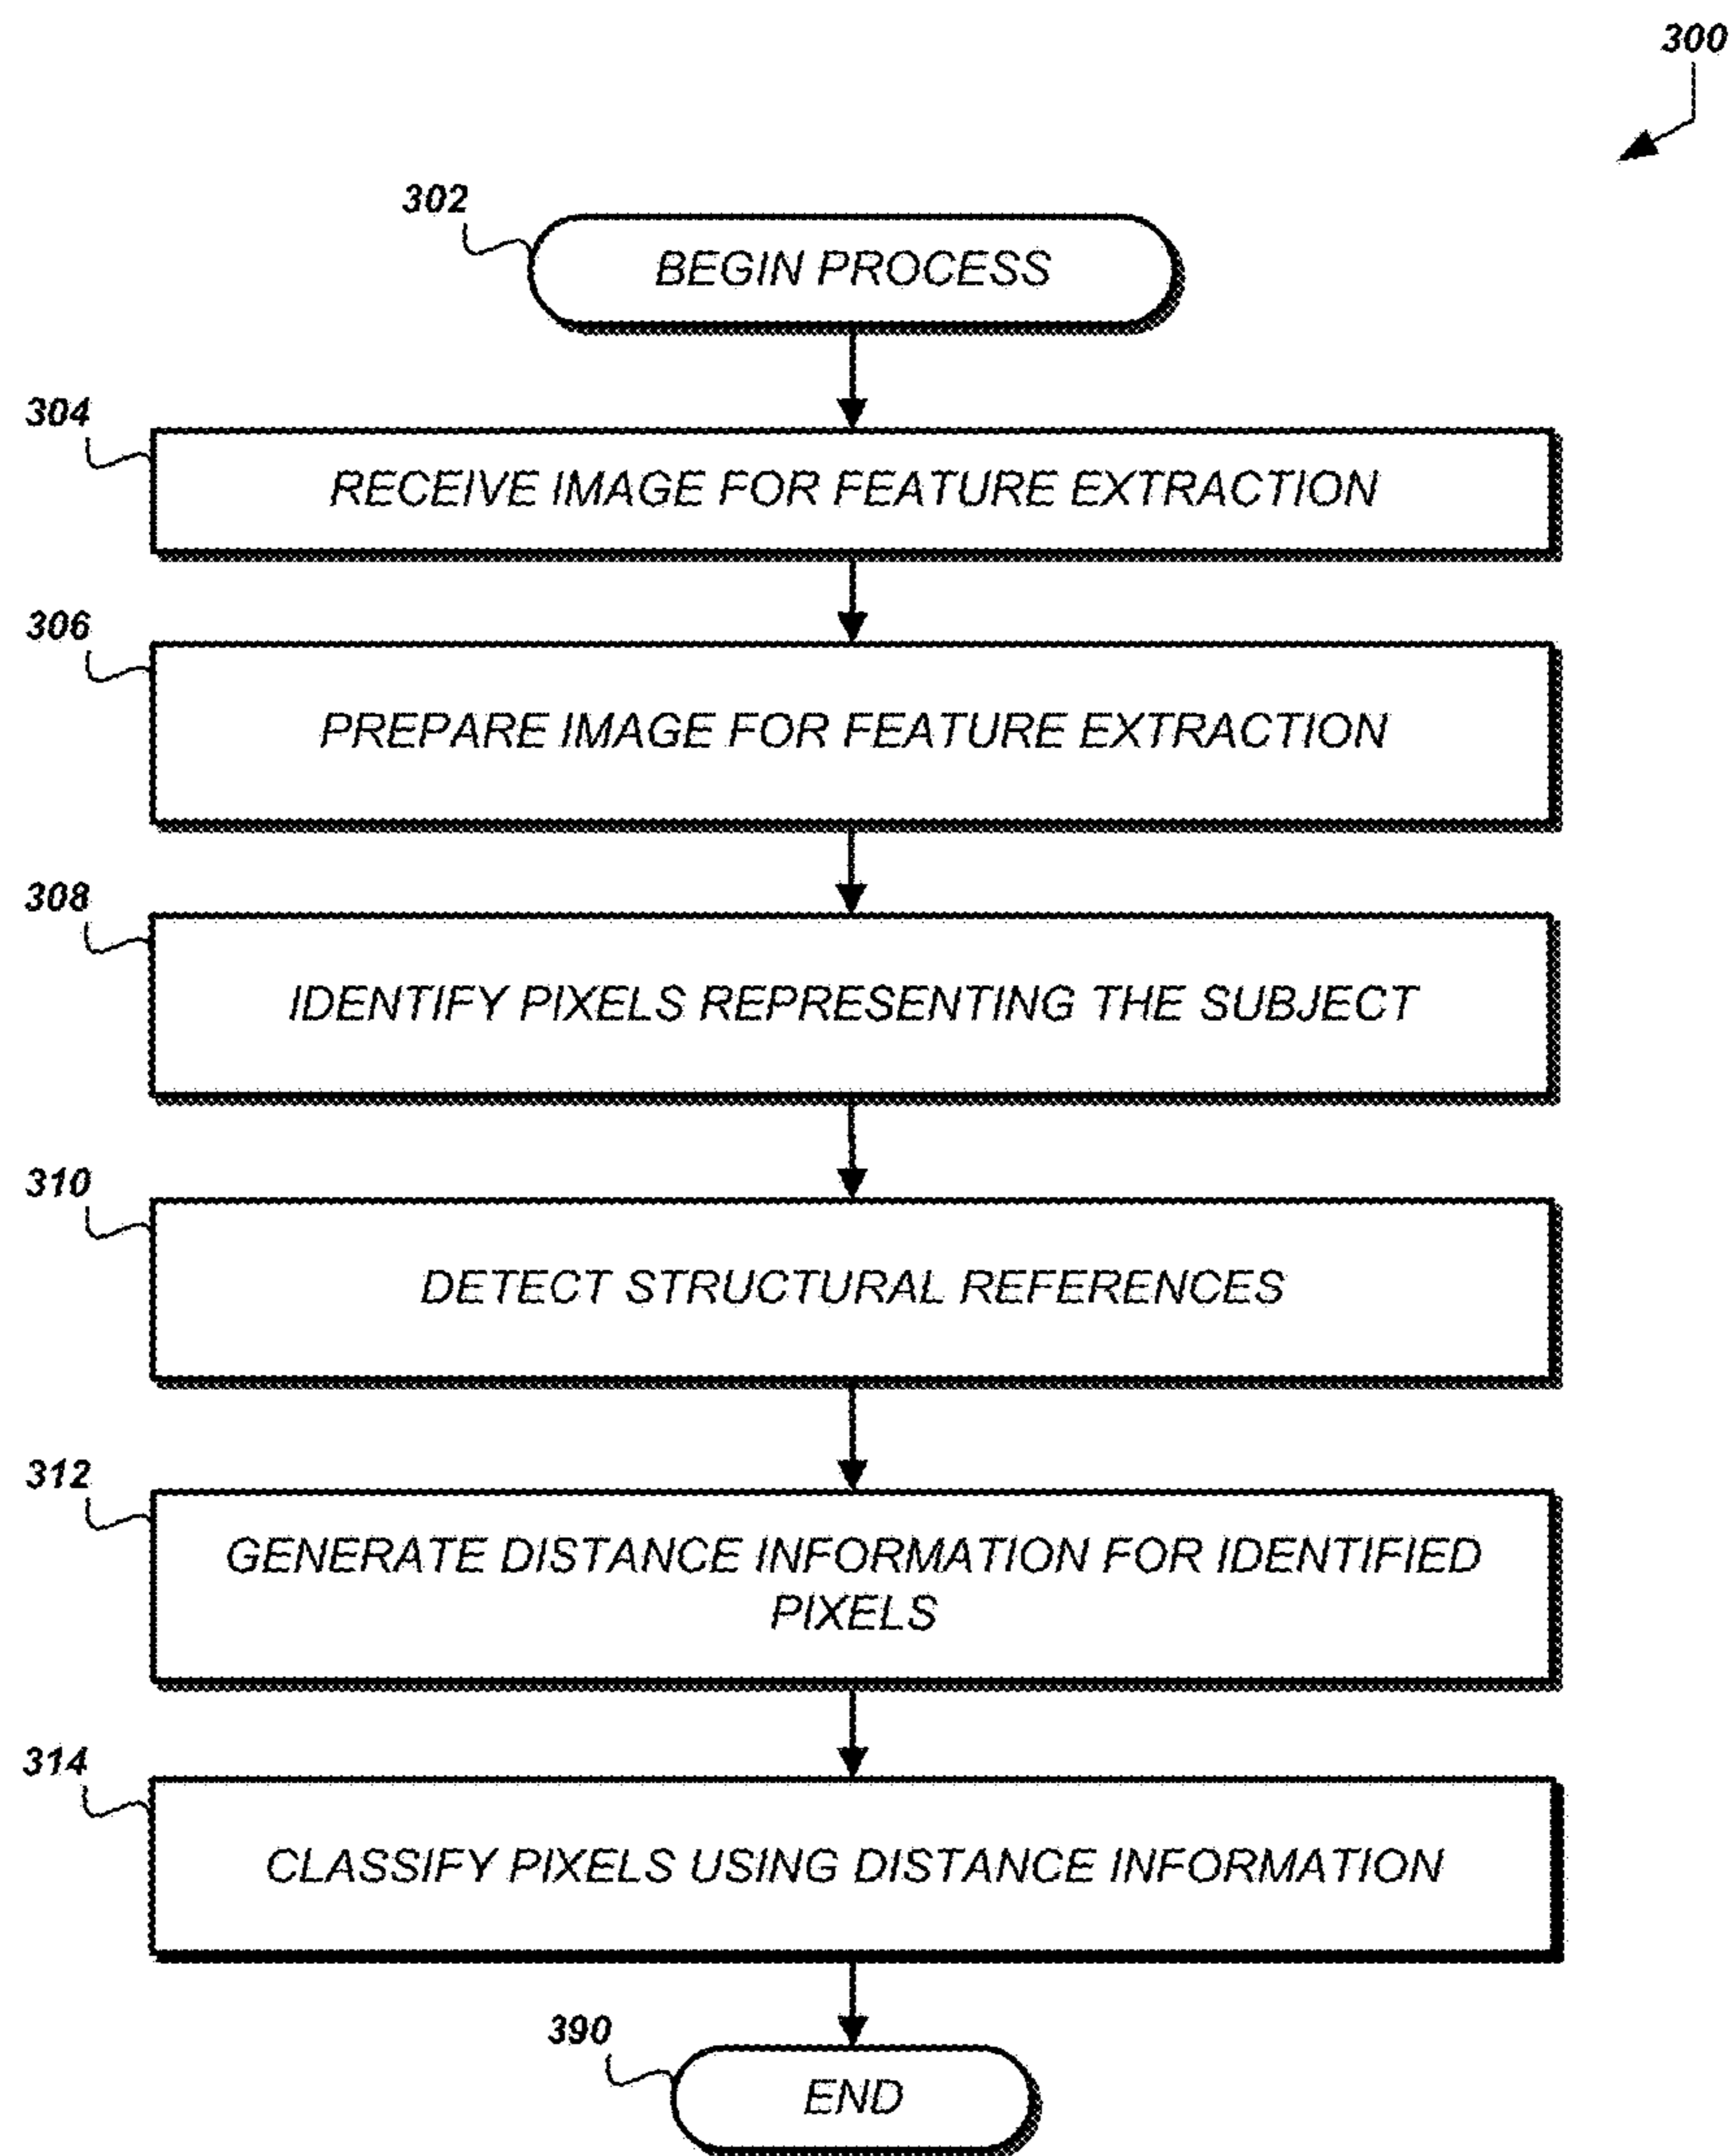 300
302
BEGIN PROCESS
304
RECEIVE IMAGE FOR FEATURE EXTRACTION
306
PREPARE IMAGE FOR FEATURE EXTRACTION
308
IDENTIFY PIXELS REPRESENTING THE SUBJECT
310
DETECT STRUCTURAL REFERENCES
312
GENERATE DISTANCE INFORMATION FOR IDENTIFIED
PIXELS
314
CLASSIFY PIXELS USING DISTANCE INFORMATION
390
END